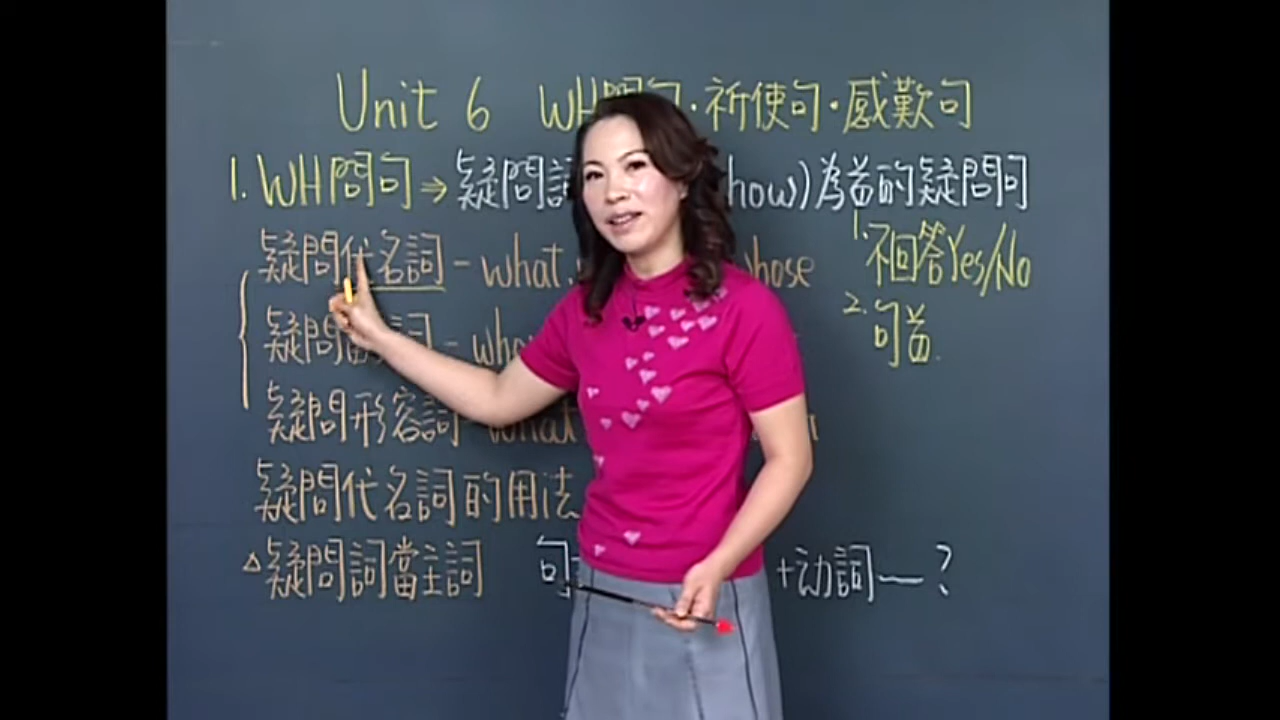 Unit 6 WH問句·祈使句·感歎句
1. WH問句⇒疑問詞 how)為首的疑問句
疑問代名詞-what. whose
1.不回答Yes/No
疑問 詞-
2.句首.
疑問形容詞-what
疑問代名詞的用法
△疑問詞當主詞 句 +动詞—?